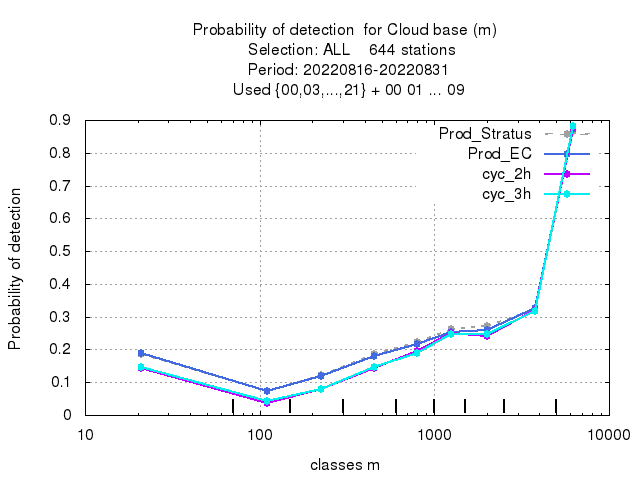 Probability of detection  for Cloud base (m)
Selection: ALL    644 stations
Period: 20220816-20220831
Used {00,03,...,21} + 00 01 ... 09
Probability of detection
0.9
0.8
0.7
0.6
0.5
0.4
0.3
0.2
0.1
0
Prod_Stratus
Prod_EC
cyc_2h
cyc_3h
10 100 1000 10000
classes m